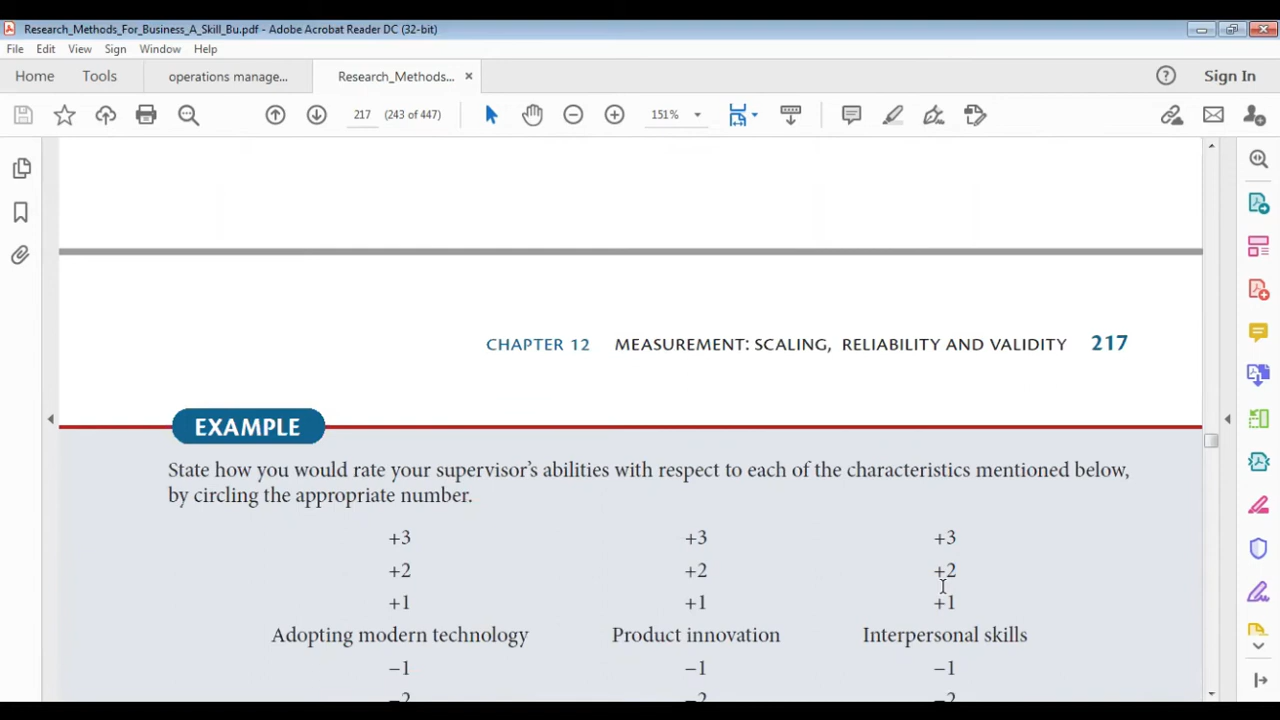 Research_Methods_For_Business_A_Skill_Bu.pdf - Adobe Acrobat Reader DC (32-bit)
File Edit View Sign Window Help
Home Tools operations manage... Research_Methods... × Sign In
217 (243 of 447) 151%
CHAPTER 12 MEASUREMENT: SCALING, RELIABILITY AND VALIDITY 217
EXAMPLE
State how you would rate your supervisor’s abilities with respect to each of the characteristics mentioned below,
by circling the appropriate number.
+3 +3 +3
+2 +2 +2
+1 +1 +1
Adopting modern technology Product innovation Interpersonal skills
–1 –1 –1
–2 –2 –2